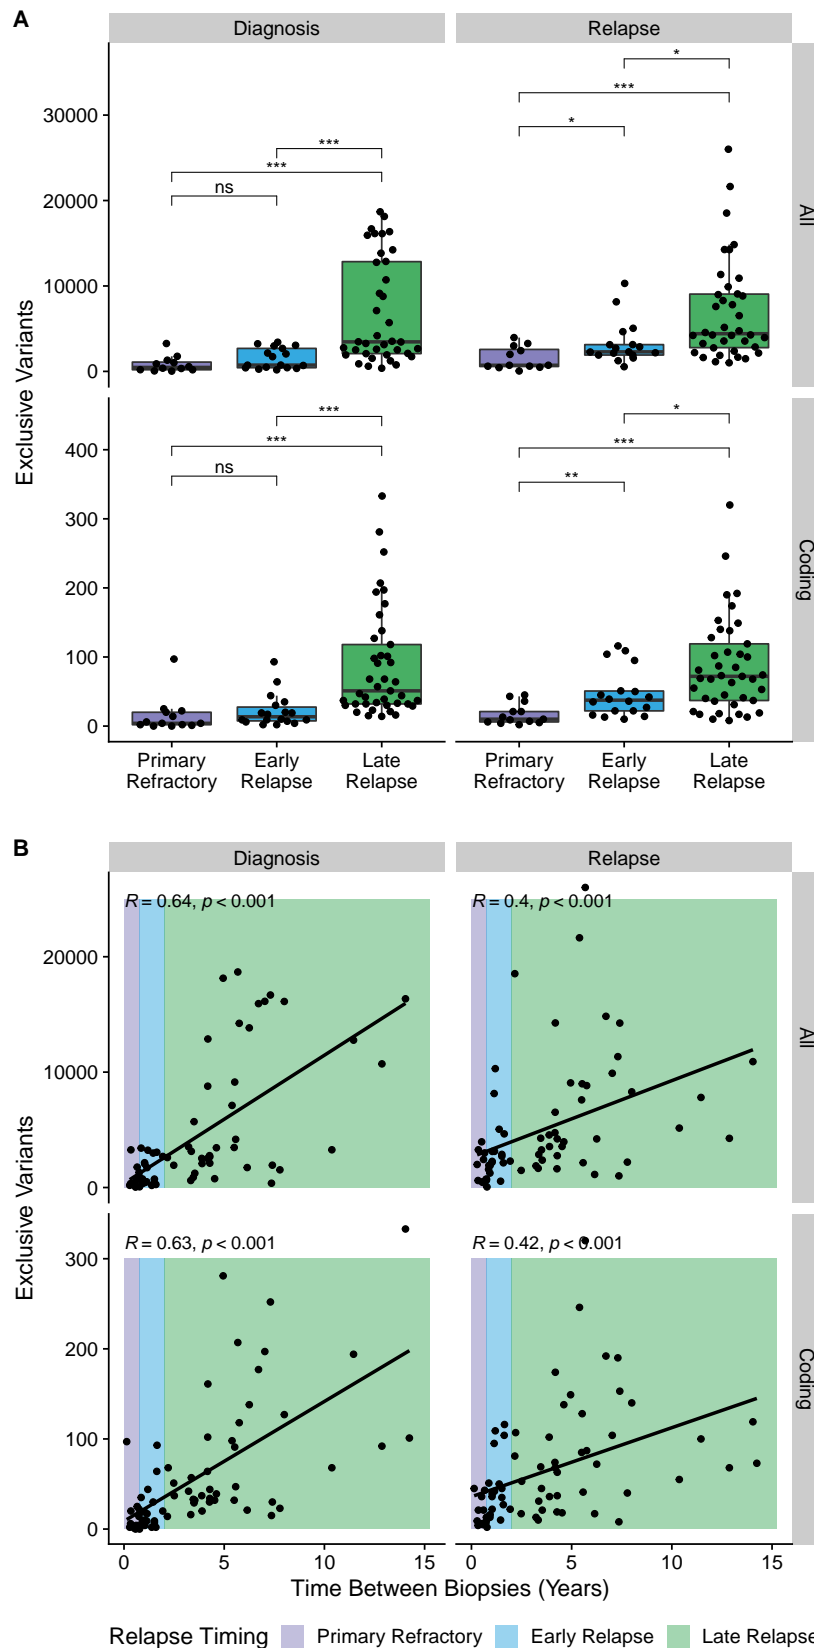 A
Diagnosis
Relapse
Exclusive Variants
30000
20000
10000
0
ns
***
***
*
***
*
All
400
300
200
100
0
ns
***
***
**
***
*
Coding
Primary Refractory
Early Relapse
Late Relapse
Primary Refractory
Early Relapse
Late Relapse
B
Diagnosis
Relapse
Exclusive Variants
20000
10000
0
R = 0.64, p < 0.001
R = 0.4, p < 0.001
All
300
200
100
0
R = 0.63, p < 0.001
R = 0.42, p < 0.001
Coding
0 5 10 15
0 5 10 15
Time Between Biopsies (Years)
Relapse Timing Primary Refractory Early Relapse Late Relapse